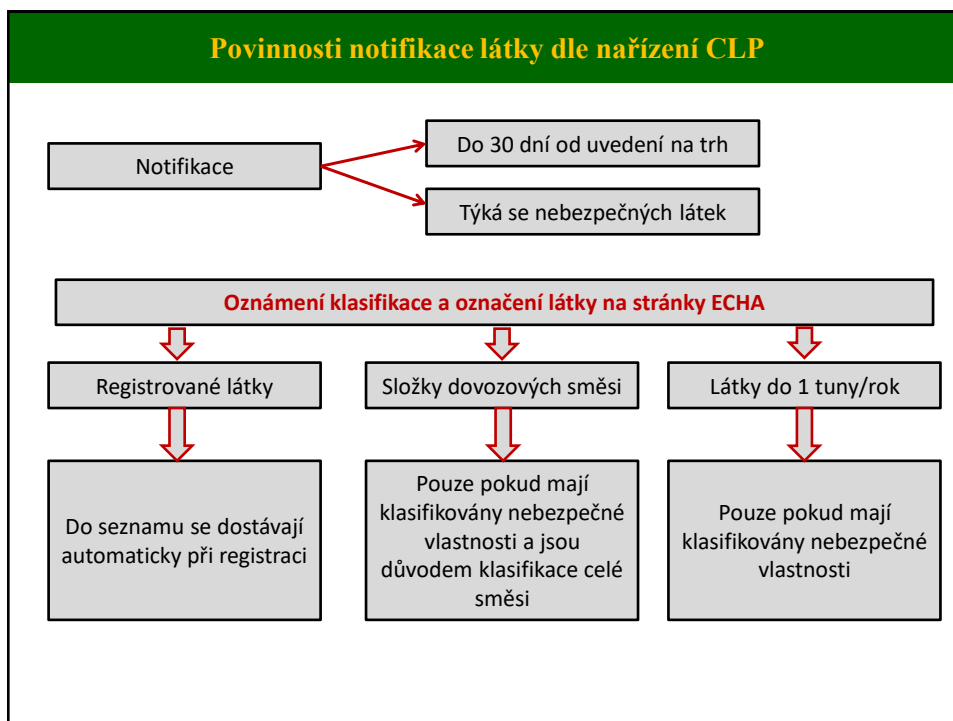 Povinnosti notifikace látky dle nařízení CLP
Notifikace
Do 30 dní od uvedení na trh
Týká se nebezpečných látek
Oznámení klasifikace a označení látky na stránky ECHA
Registrované látky
Složky dovozových směsi
Látky do 1 tuny/rok
Do seznamu se dostávají
automaticky při registraci
Pouze pokud mají
klasifikovány nebezpečné
vlastnosti a jsou
důvodem klasifikace celé
směsi
Pouze pokud mají
klasifikovány nebezpečné
vlastnosti